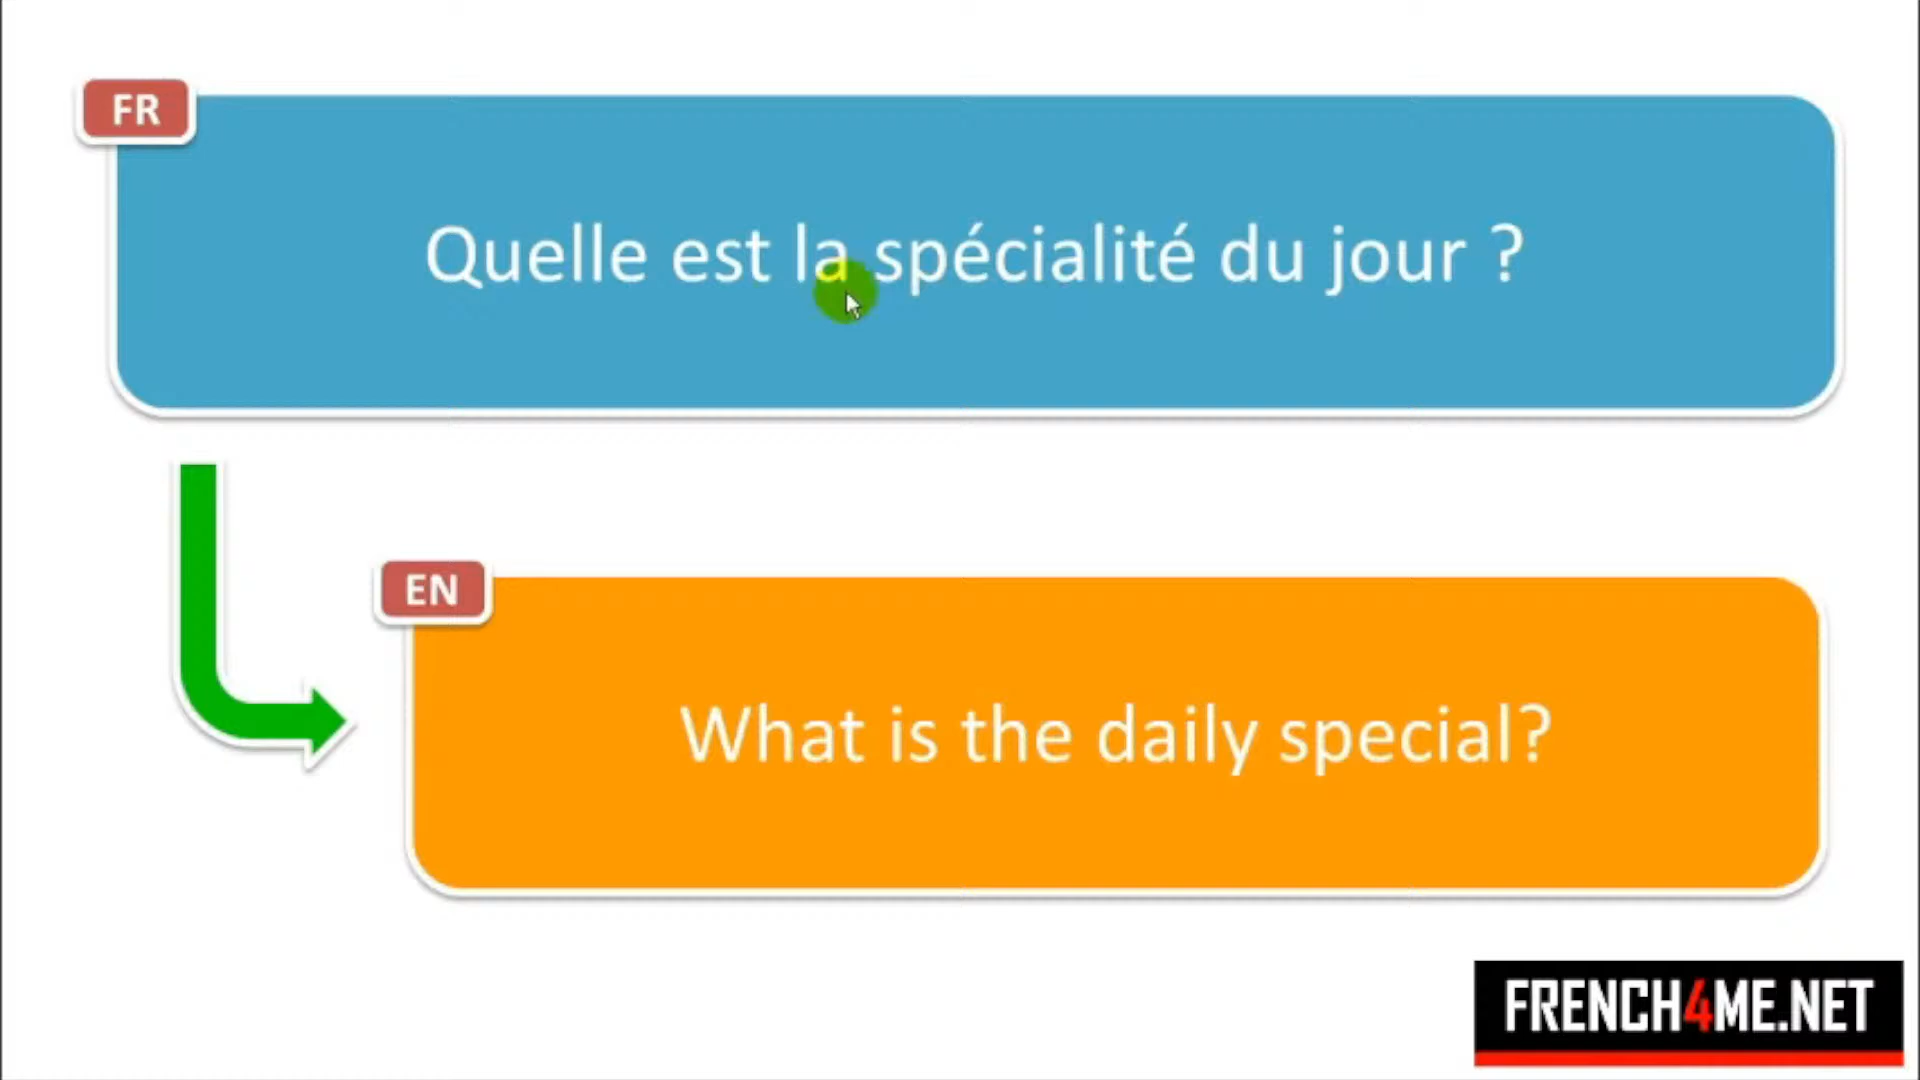 FR
Quelle est la spécialité du jour ?
EN
What is the daily special?
FRENCH4ME.NET